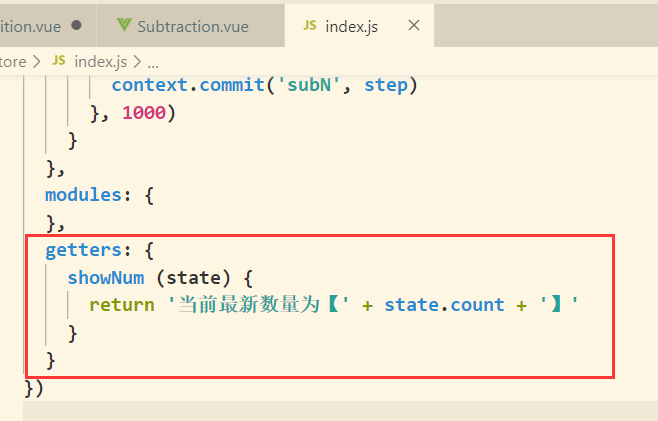 ition.vue
Subtraction.vue
JS index.js
tore > JS index.js > ...
context.commit('subN', step)
}, 1000)
}
},
modules: {
},
getters: {
showNum (state) {
return '当前最新数量为【' + state.count + '】'
}
}
})